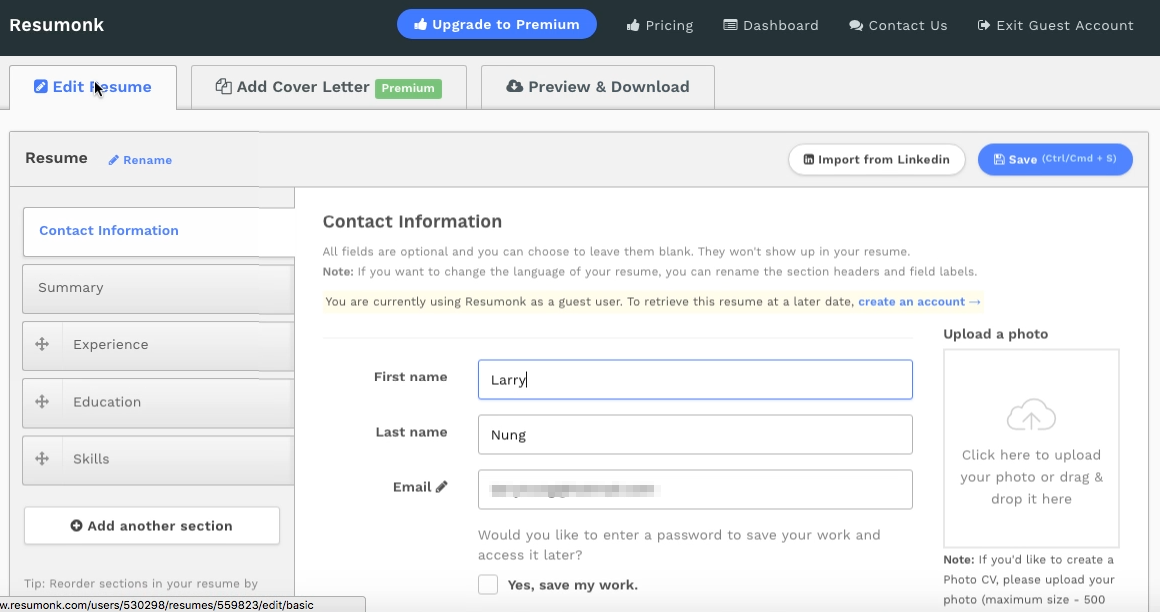 Resumonk
Upgrade to Premium
Pricing
Dashboard
Contact Us
Exit Guest Account
Edit Resume
Add Cover Letter Premium
Preview & Download
Resume
Rename
Import from Linkedin
Save (Ctrl/Cmd + S)
Contact Information
Summary
Experience
Education
Skills
Add another section
Tip: Reorder sections in your resume by
Contact Information
All fields are optional and you can choose to leave them blank. They won't show up in your resume.
Note: If you want to change the language of your resume, you can rename the section headers and field labels.
You are currently using Resumonk as a guest user. To retrieve this resume at a later date, create an account →
First name
Larry
Last name
Nung
Email
Would you like to enter a password to save your work and
access it later?
Yes, save my work.
Upload a photo
Click here to upload
your photo or drag &
drop it here
Note: If you'd like to create a
Photo CV, please upload your
photo (maximum size - 500
w.resumonk.com/users/530298/resumes/559823/edit/basic